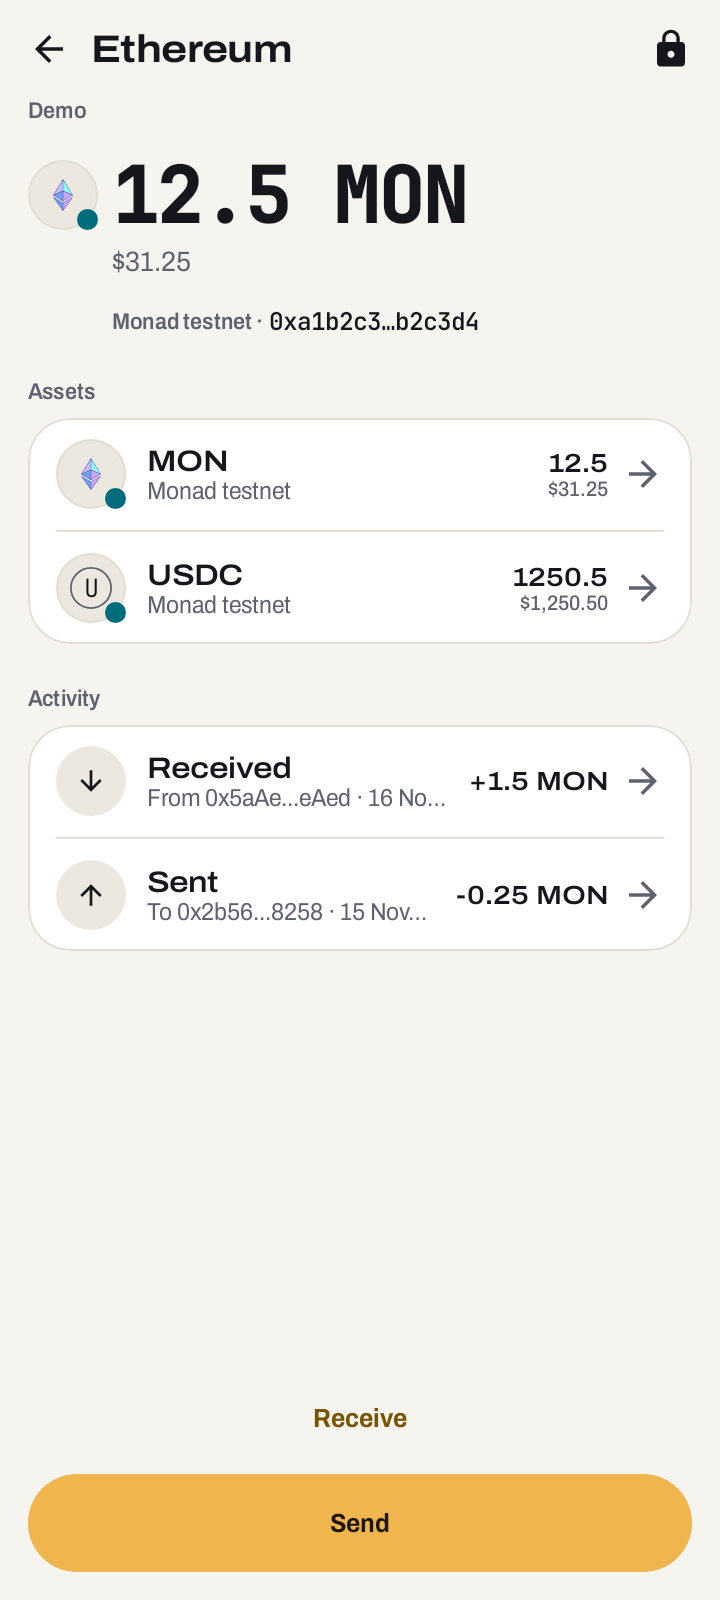 Ethereum
Demo
12.5 MON
$31.25
Monad testnet · 0xa1b2c3…b2c3d4
Assets
MON
Monad testnet
12.5
$31.25
U
USDC
Monad testnet
1250.5
$1,250.50
Activity
Received
From 0x5aAe…eAed · 16 No…
+1.5 MON
Sent
To 0x2b56…8258 · 15 Nov…
-0.25 MON
Receive
Send